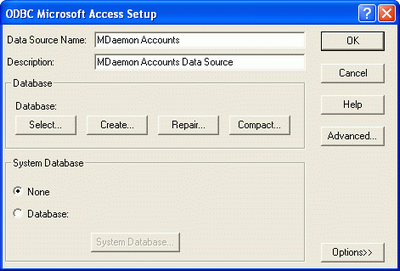 ODBC Microsoft Access Setup
Data Source Name: MDaemon Accounts
OK
Description: MDaemon Accounts Data Source
Cancel
Database
Database:
Help
Select... Create... Repair... Compact...
Advanced...
System Database
None
Database:
System Database...
Options>>